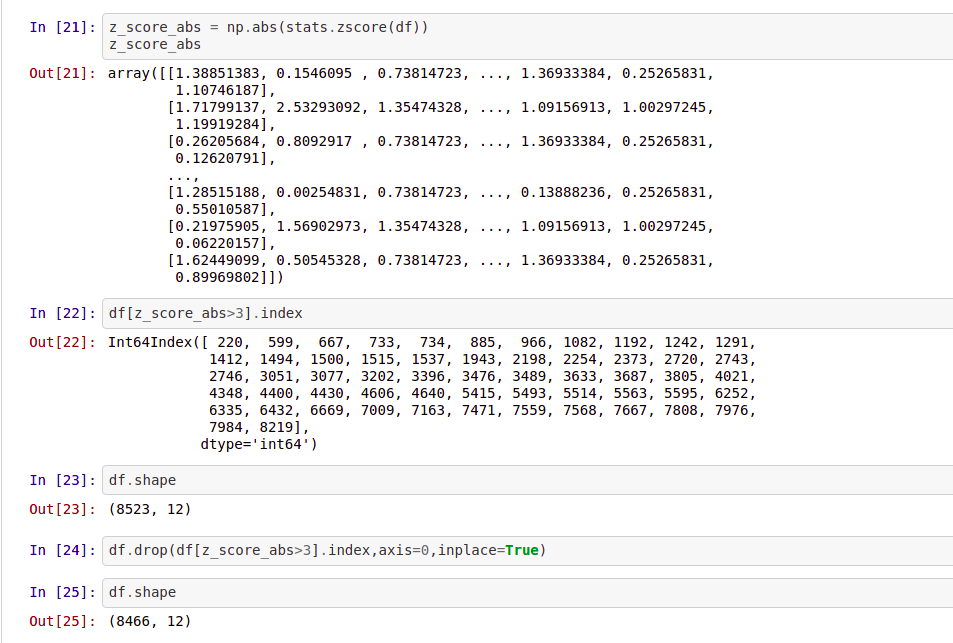 In [21]: z_score_abs = np.abs(stats.zscore(df))
z_score_abs
Out[21]: array([[1.38851383, 0.1546095 , 0.73814723, ..., 1.36933384, 0.25265831,
1.10746187],
[1.71799137, 2.53293092, 1.35474328, ..., 1.09156913, 1.00297245,
1.19919284],
[0.26205684, 0.8092917 , 0.73814723, ..., 1.36933384, 0.25265831,
0.12620791],
...,
[1.28515188, 0.00254831, 0.73814723, ..., 0.13888236, 0.25265831,
0.55010587],
[0.21975905, 1.56902973, 1.35474328, ..., 1.09156913, 1.00297245,
0.06220157],
[1.62449099, 0.50545328, 0.73814723, ..., 1.36933384, 0.25265831,
0.89969802]])
In [22]: df[z_score_abs>3].index
Out[22]: Int64Index([ 220, 599, 667, 733, 734, 885, 966, 1082, 1192, 1242, 1291,
1412, 1494, 1500, 1515, 1537, 1943, 2198, 2254, 2373, 2720, 2743,
2746, 3051, 3077, 3202, 3396, 3476, 3489, 3633, 3687, 3805, 4021,
4348, 4400, 4430, 4606, 4640, 5415, 5493, 5514, 5563, 5595, 6252,
6335, 6432, 6669, 7009, 7163, 7471, 7559, 7568, 7667, 7808, 7976,
7984, 8219],
dtype='int64')
In [23]: df.shape
Out[23]: (8523, 12)
In [24]: df.drop(df[z_score_abs>3].index,axis=0,inplace=True)
In [25]: df.shape
Out[25]: (8466, 12)